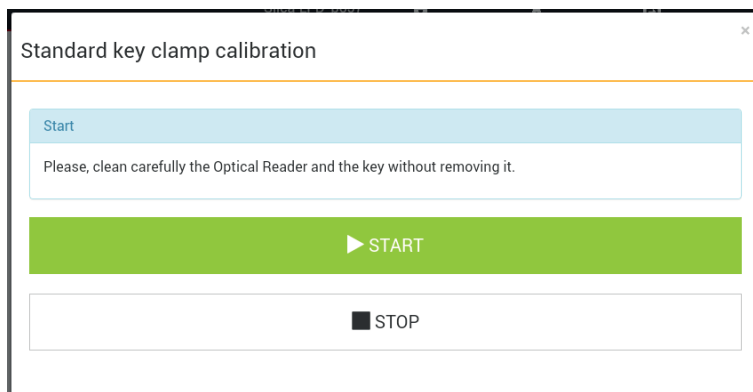 ×
Standard key clamp calibration
Start
Please, clean carefully the Optical Reader and the key without removing it.
START
STOP